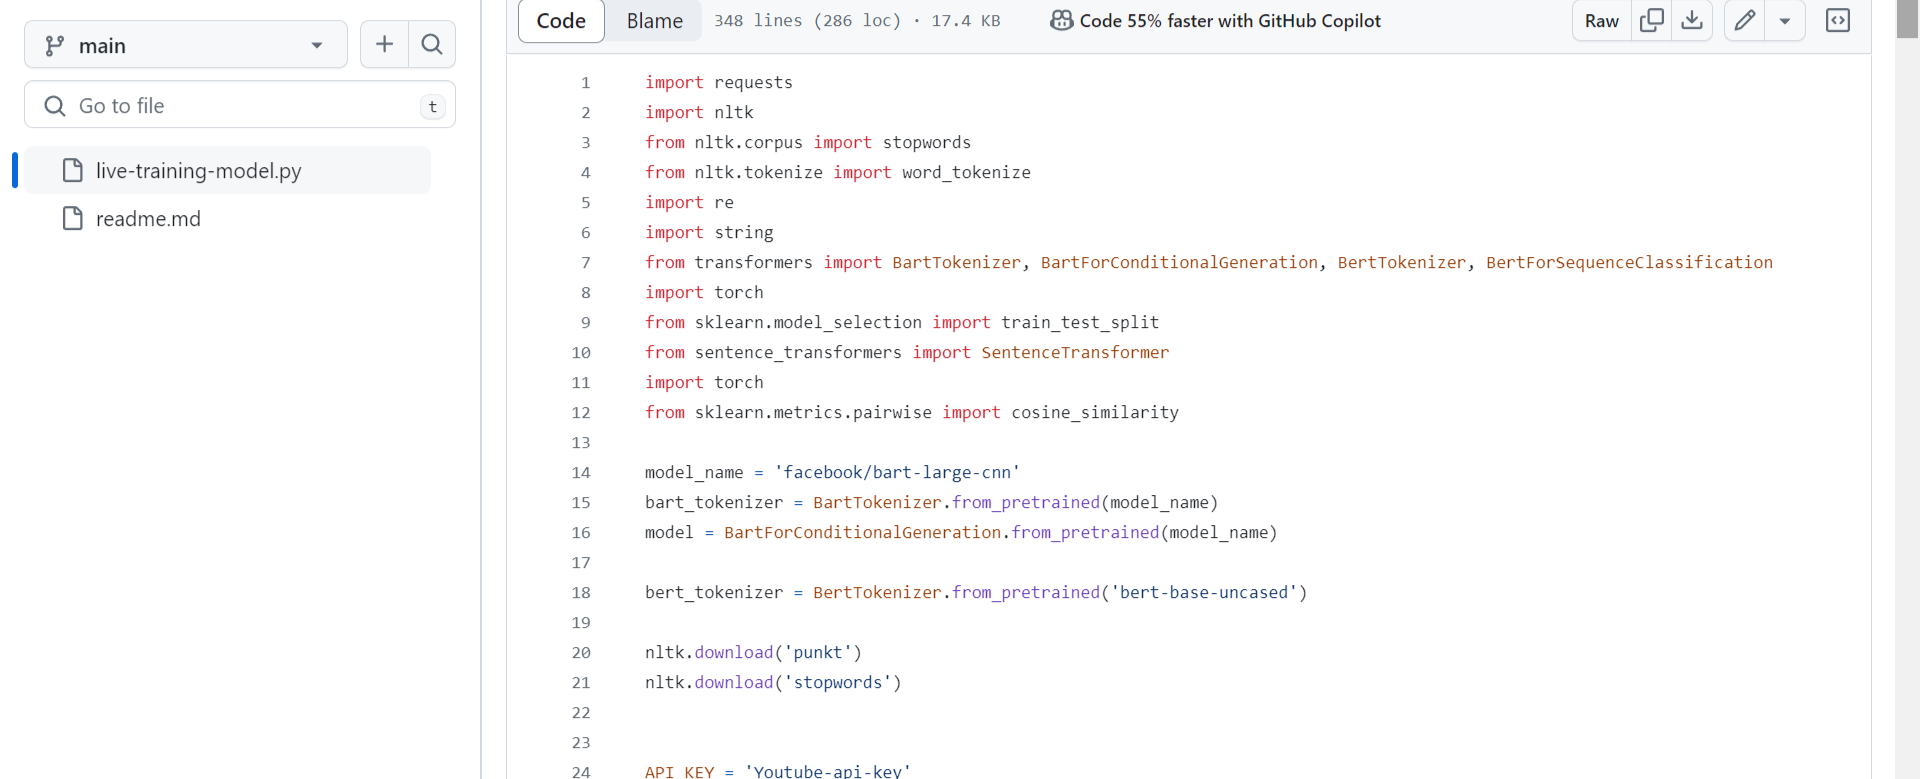 main
Go to file
t
live-training-model.py
readme.md
Code
Blame
348 lines (286 loc) · 17.4 KB
Code 55% faster with GitHub Copilot
Raw
1 import requests
2 import nltk
3 from nltk.corpus import stopwords
4 from nltk.tokenize import word_tokenize
5 import re
6 import string
7 from transformers import BartTokenizer, BartForConditionalGeneration, BertTokenizer, BertForSequenceClassification
8 import torch
9 from sklearn.model_selection import train_test_split
10 from sentence_transformers import SentenceTransformer
11 import torch
12 from sklearn.metrics.pairwise import cosine_similarity
13
14 model_name = 'facebook/bart-large-cnn'
15 bart_tokenizer = BartTokenizer.from_pretrained(model_name)
16 model = BartForConditionalGeneration.from_pretrained(model_name)
17
18 bert_tokenizer = BertTokenizer.from_pretrained('bert-base-uncased')
19
20 nltk.download('punkt')
21 nltk.download('stopwords')
22
23
24 API_KEY = 'Youtube-api-key'